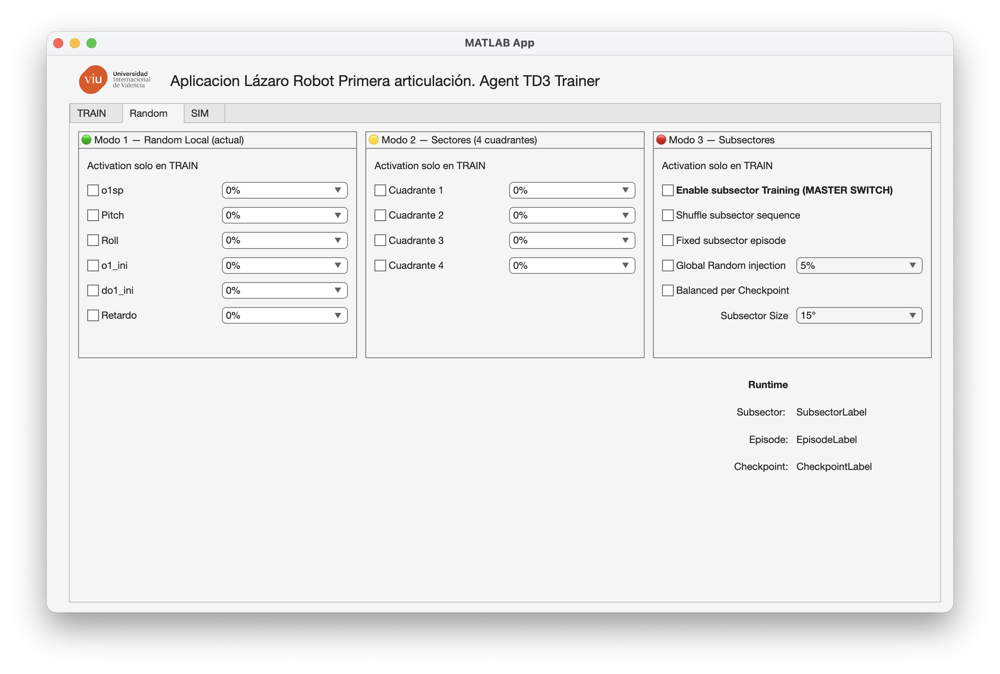 MATLAB App
viu
Universidad
Internacional
de Valencia
Aplicacion Lázaro Robot Primera articulación. Agent TD3 Trainer
TRAIN Random SIM
Modo 1 — Random Local (actual)
Activation solo en TRAIN
o1sp 0%
Pitch 0%
Roll 0%
o1_ini 0%
do1_ini 0%
Retardo 0%
Modo 2 — Sectores (4 cuadrantes)
Activation solo en TRAIN
Cuadrante 1 0%
Cuadrante 2 0%
Cuadrante 3 0%
Cuadrante 4 0%
Modo 3 — Subsectores
Activation solo en TRAIN
Enable subsector Training (MASTER SWITCH)
Shuffle subsector sequence
Fixed subsector episode
Global Random injection 5%
Balanced per Checkpoint
Subsector Size 15°
Runtime
Subsector: SubsectorLabel
Episode: EpisodeLabel
Checkpoint: CheckpointLabel